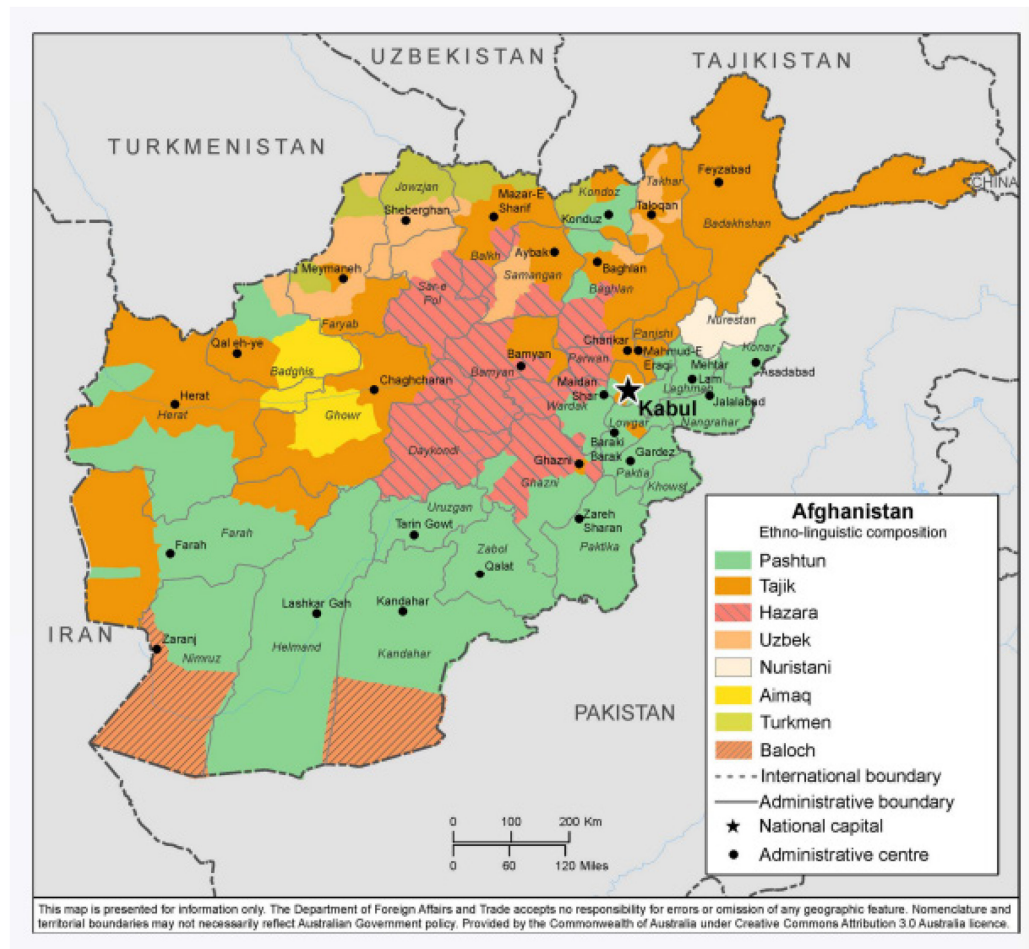 UZBEKISTAN
TAJIKISTAN
TURKMENISTAN
CHINA
IRAN
PAKISTAN
Feyzabad
Badakhshan
Takhar
Taloqan
Kondoz
Konduz
Jowzjan
Sheberghan
Mazar-E
Sharif
Balkh
Aybak
Samangan
Baghlan
Baghlan
Meymaneh
Sar-e
Pol
Faryab
Nurestan
Panjshi
Charikar
Mahmud-E
Eraqi
Parwan
Konar
Asadabad
Mehtar
Lam
Laghmah
Jalalabad
Nangrahar
Qal eh-ye
Badghis
Bamyan
Bamyan
Maidan
Shar
Wardak
Kabul
Lowgar
Baraki
Barak
Gardez
Paktia
Khowst
Herat
Herat
Chaghcharan
Ghowr
Daykondi
Ghazni
Ghazni
Uruzgan
Tarin Gowt
Zareh
Sharan
Paktika
Farah
Farah
Zabol
Qalat
Lashkar Gah
Kandahar
Helmand
Kandahar
Zaranj
Nimruz
Afghanistan
Ethno-linguistic composition
Pashtun
Tajik
Hazara
Uzbek
Nuristani
Aimaq
Turkmen
Baloch
International boundary
Administrative boundary
National capital
Administrative centre
0 100 200 Km
0 60 120 Miles
This map is presented for information only. The Department of Foreign Affairs and Trade accepts no responsibility for errors or omission of any geographic feature. Nomenclature and
territorial boundaries may not necessarily reflect Australian Government policy. Provided by the Commonwealth of Australia under Creative Commons Attribution 3.0 Australia licence.